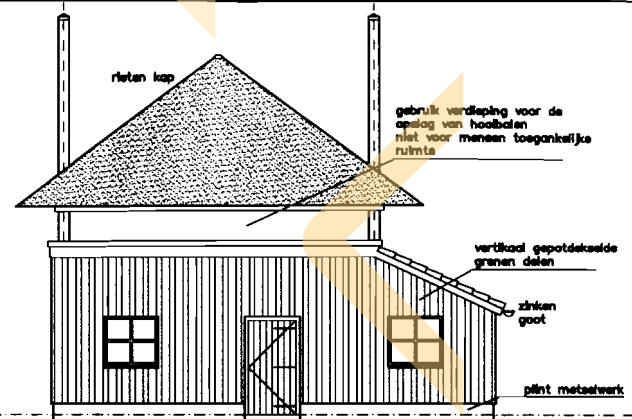 rieten kap
gebruik verdieping voor de
opslag van hooibalen
niet voor mensen toegankelijke
ruimte
vertikaal gepotdekselde
grenen delen
zinken
goot
plint metselwerk